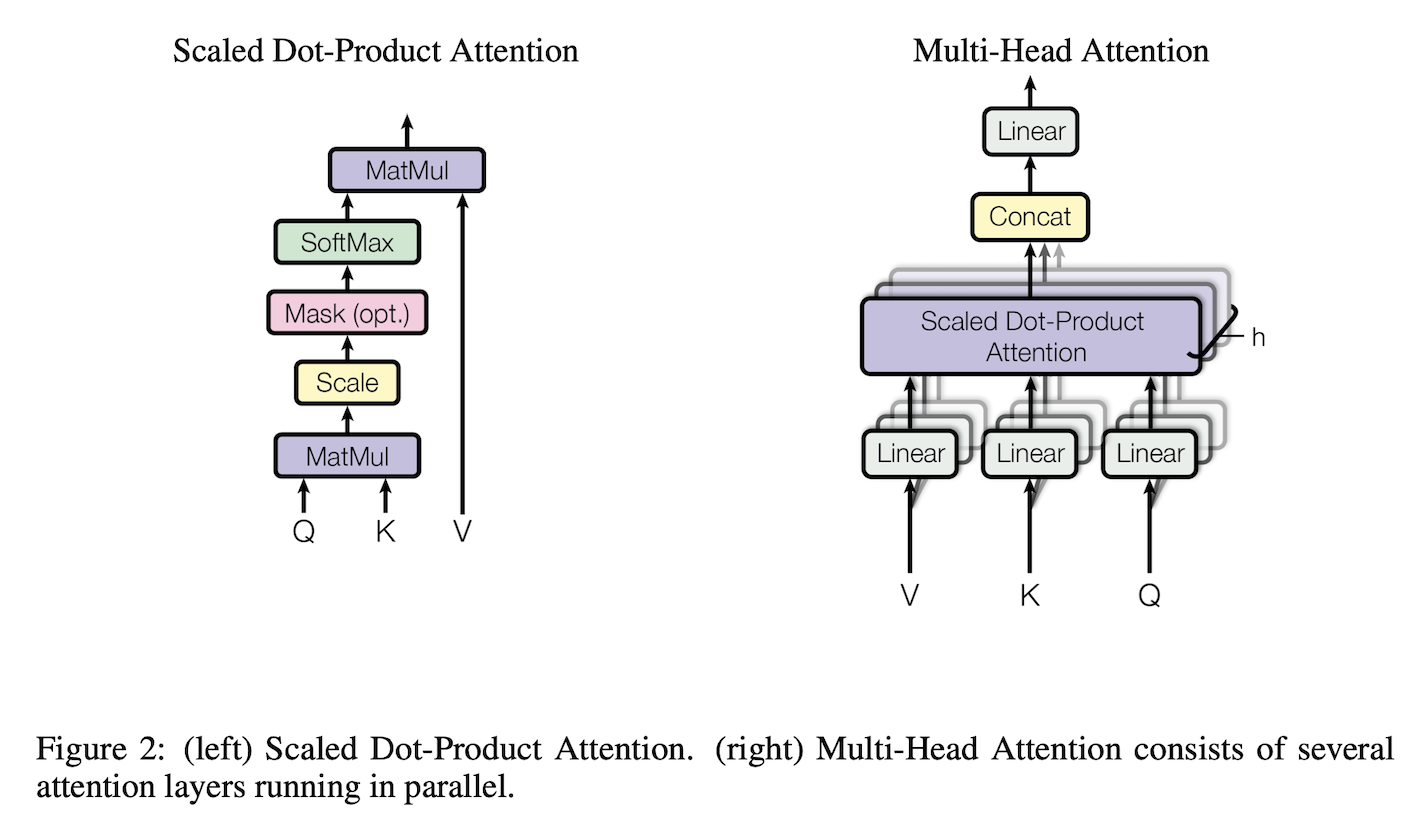 Scaled Dot-Product Attention
MatMul
SoftMax
Mask (opt.)
Scale
MatMul
Q K V
Multi-Head Attention
Linear
Concat
Scaled Dot-Product
Attention
h
Linear Linear Linear
V K Q
Figure 2: (left) Scaled Dot-Product Attention. (right) Multi-Head Attention consists of several
attention layers running in parallel.